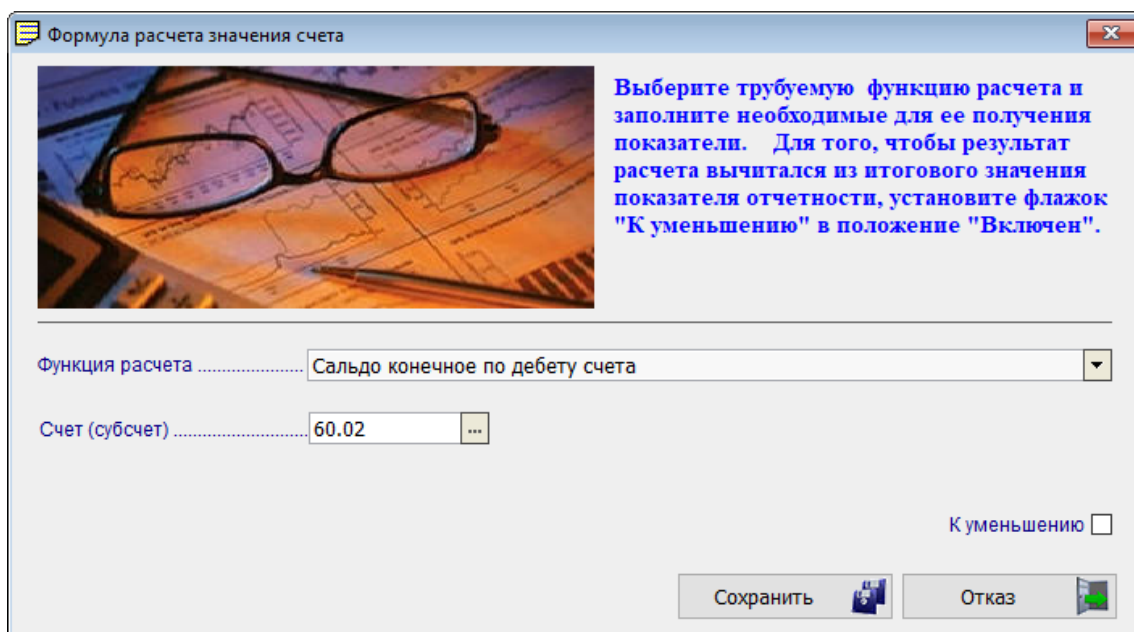 Формула расчета значения счета
Выберите трубуемую функцию расчета и
заполните необходимые для ее получения
показатели. Для того, чтобы результат
расчета вычитался из итогового значения
показателя отчетности, установите флажок
"К уменьшению" в положение "Включен".
Функция расчета ...................... Сальдо конечное по дебету счета
Счет (субсчет) ............................ 60.02 ...
К уменьшению
Сохранить Отказ